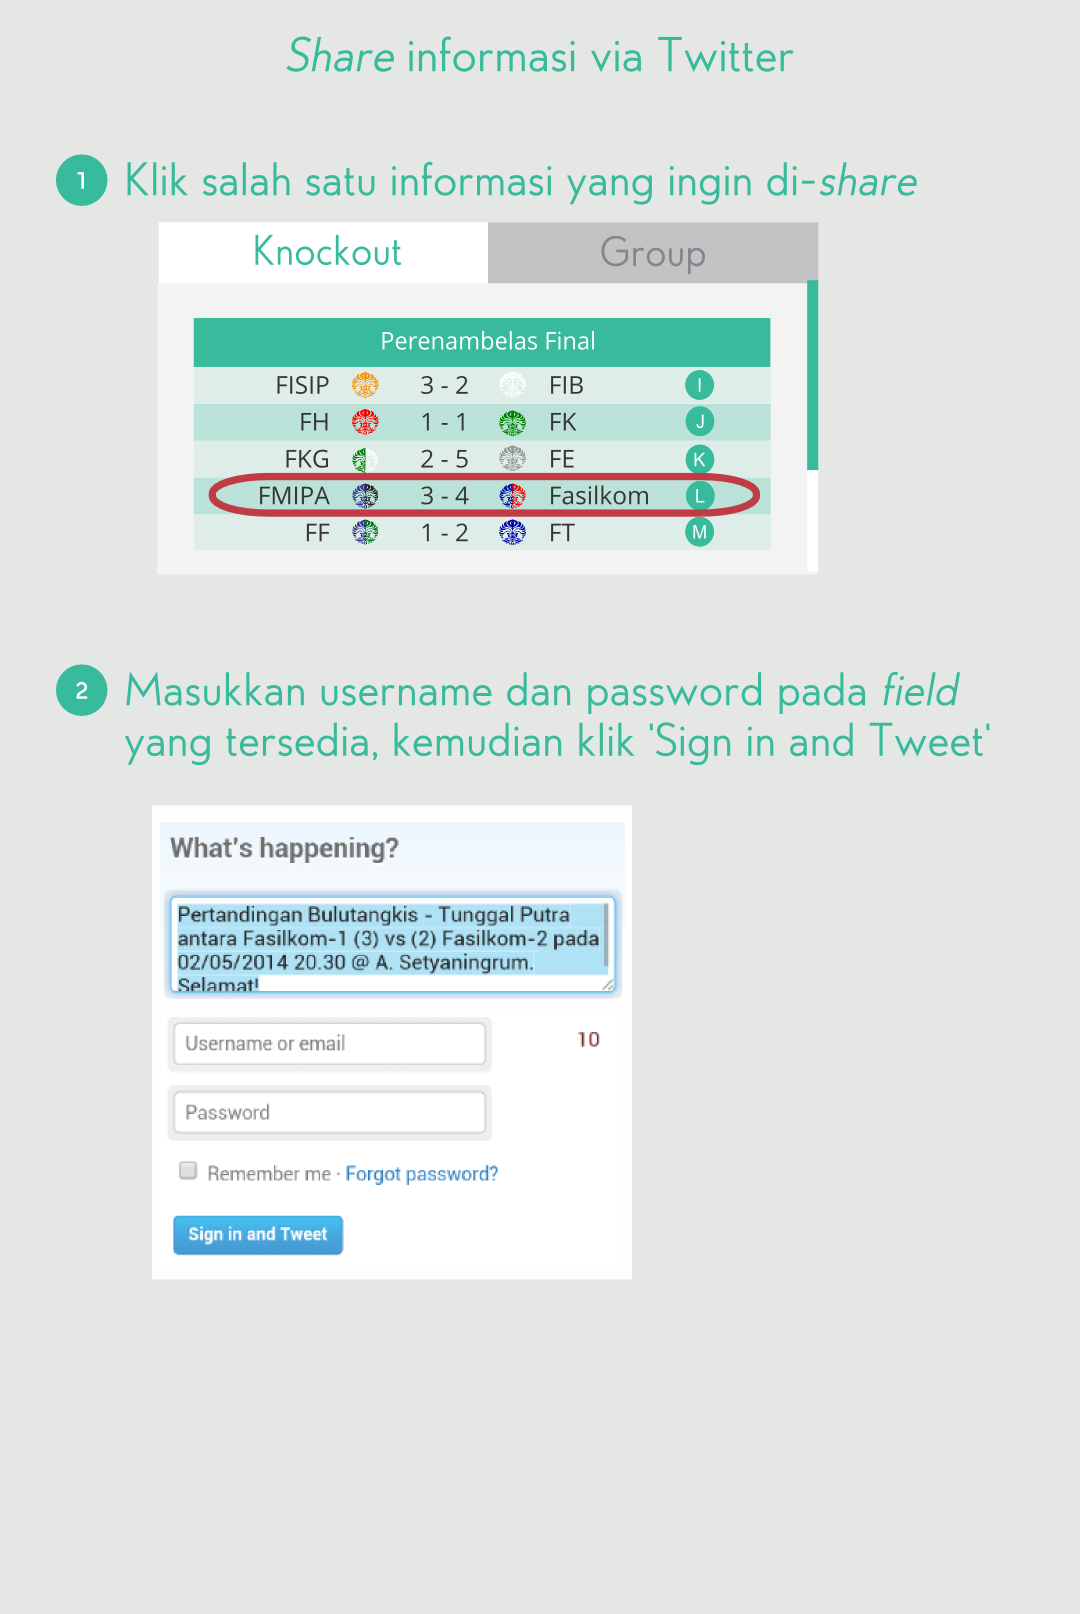 Share informasi via Twitter
1 Klik salah satu informasi yang ingin di-share
Knockout Group
Perenambelas Final
FISIP 3 - 2 FIB I
FH 1 - 1 FK J
FKG 2 - 5 FE K
FMIPA 3 - 4 Fasilkom L
FF 1 - 2 FT M
2 Masukkan username dan password pada field
yang tersedia, kemudian klik 'Sign in and Tweet'
What's happening?
Pertandingan Bulutangkis - Tunggal Putra
antara Fasilkom-1 (3) vs (2) Fasilkom-2 pada
02/05/2014 20.30 @ A. Setyaningrum.
Selamat!
Username or email 10
Password
Remember me · Forgot password?
Sign in and Tweet